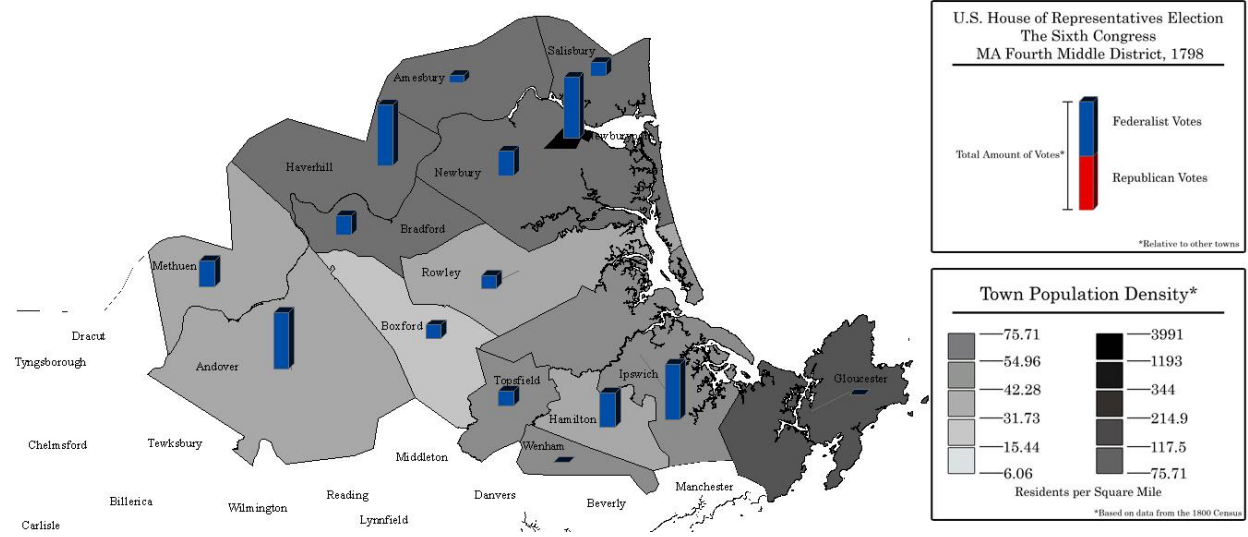 U.S. House of Representatives Election
The Sixth Congress
MA Fourth Middle District, 1798
Total Amount of Votes*
Federalist Votes
Republican Votes
*Relative to other towns
Town Population Density*
75.71
54.96
42.28
31.73
15.44
6.06
3991
1193
344
214.9
117.5
75.71
Residents per Square Mile
*Based on data from the 1800 Census
Salisbury
Amesbury
Haverhill
Newbury
Bradford
Methuen
Rowley
Boxford
Dracut
Tyngsborough
Andover
Ipswich
Topsfield
Gloucester
Hamilton
Chelmsford
Tewksbury
Wenham
Middleton
Manchester
Reading
Danvers
Billerica
Wilmington
Beverly
Lynnfield
Carlisle